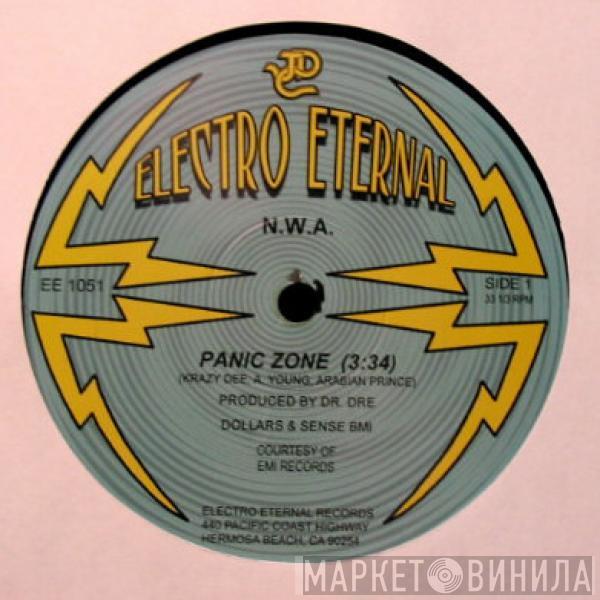 JDC
ELECTRO ETERNAL
N.W.A.
EE 1051
SIDE 1
33 1/3 RPM
PANIC ZONE (3:34)
(KRAZY DEE, A. YOUNG, ARABIAN PRINCE)
PRODUCED BY DR. DRE
DOLLARS & SENSE BMI
COURTESY OF
EMI RECORDS
ELECTRO ETERNAL RECORDS
440 PACIFIC COAST HIGHWAY
HERMOSA BEACH, CA 90254
МАРКЕТ ВИНИЛА